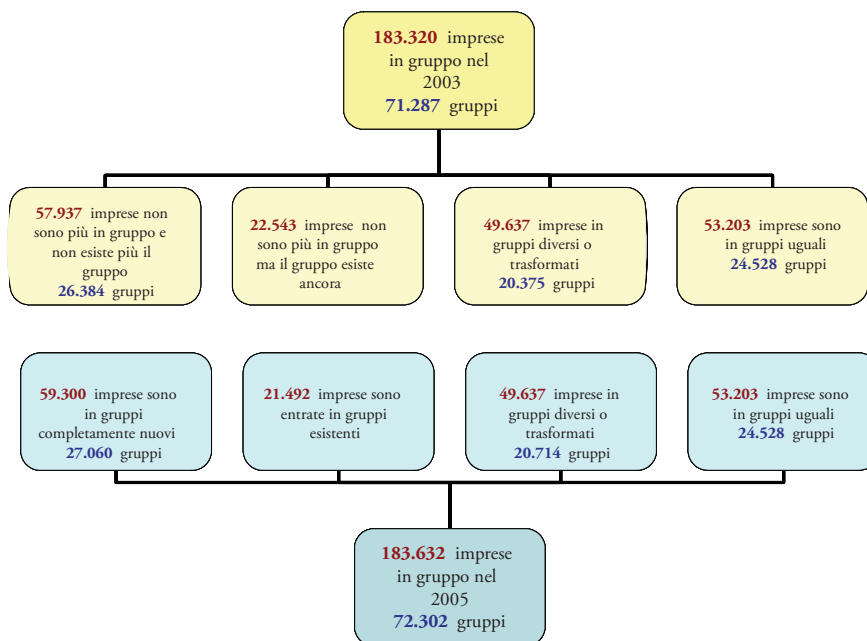 183.320 imprese
in gruppo nel
2003
71.287 gruppi
57.937 imprese non
sono più in gruppo e
non esiste più il
gruppo
26.384 gruppi
22.543 imprese non
sono più in gruppo
ma il gruppo esiste
ancora
49.637 imprese in
gruppi diversi o
trasformati
20.375 gruppi
53.203 imprese sono
in gruppi uguali
24.528 gruppi
59.300 imprese sono
in gruppi
completamente nuovi
27.060 gruppi
21.492 imprese sono
entrate in gruppi
esistenti
49.637 imprese in
gruppi diversi o
trasformati
20.714 gruppi
53.203 imprese sono
in gruppi uguali
24.528 gruppi
183.632 imprese
in gruppo nel
2005
72.302 gruppi